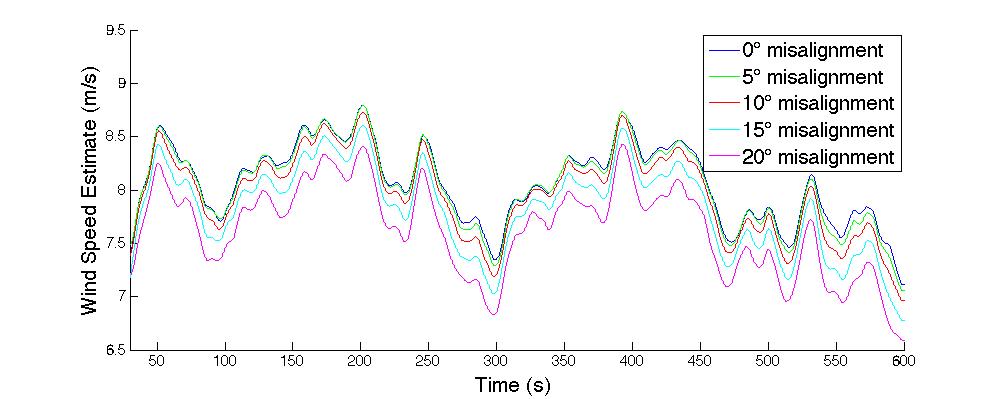 9.5
9
8.5
8
7.5
7
6.5
Wind Speed Estimate (m/s)
0° misalignment
5° misalignment
10° misalignment
15° misalignment
20° misalignment
50 100 150 200 250 300 350 400 450 500 550 600
Time (s)